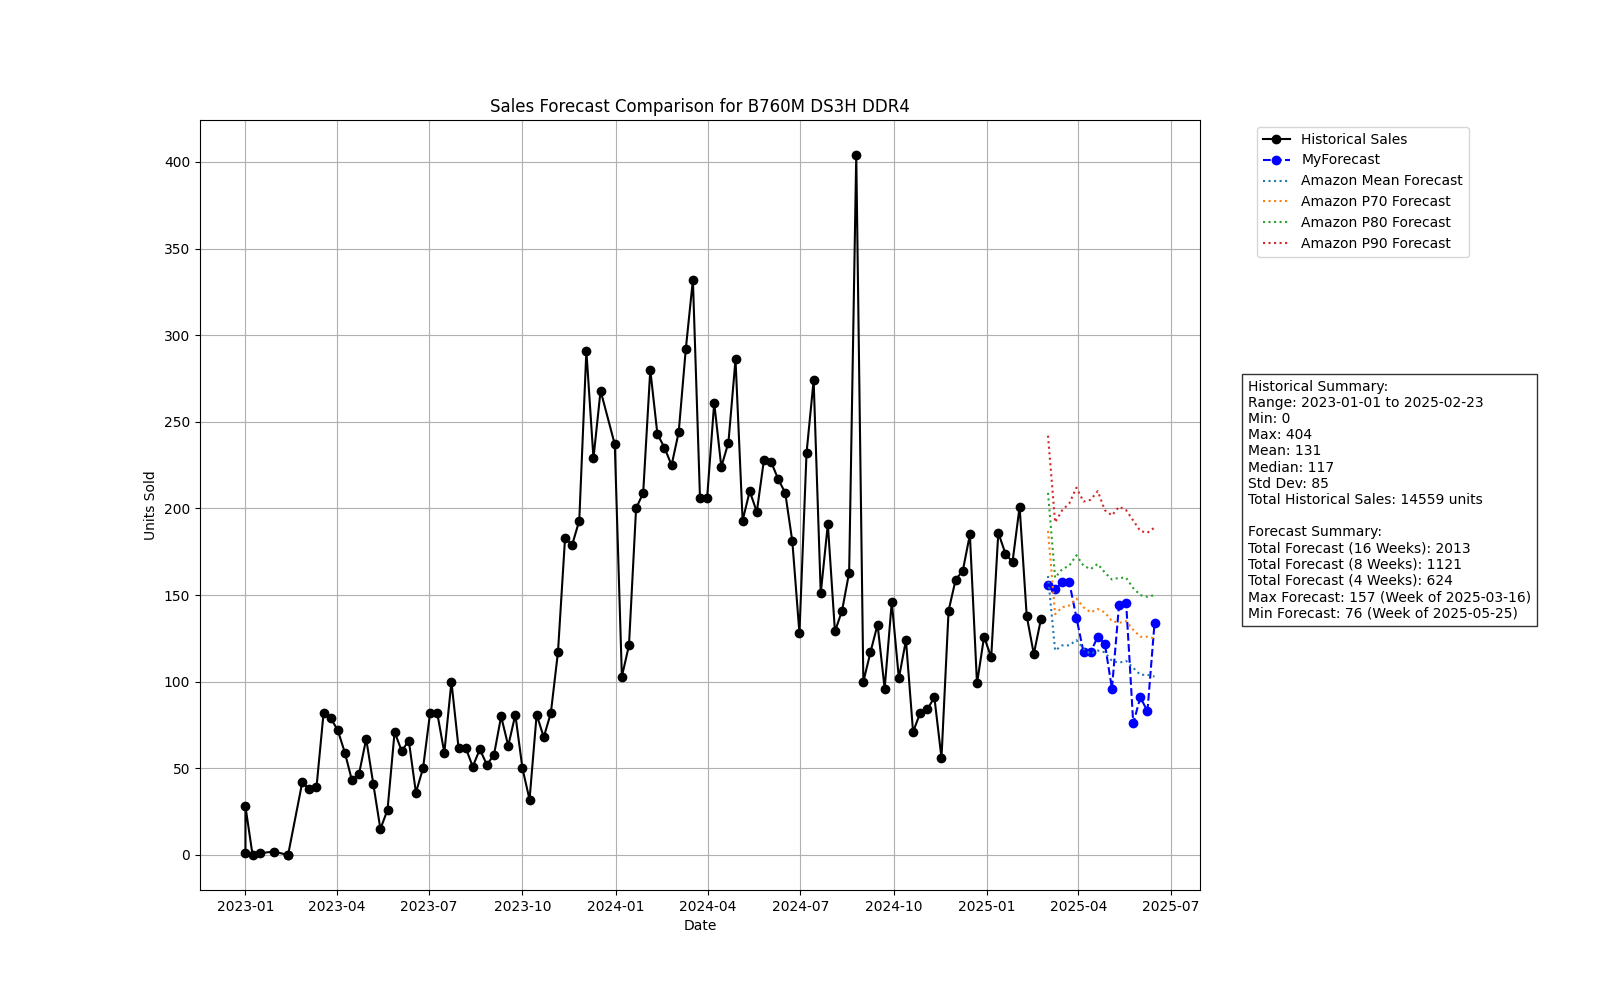 Sales Forecast Comparison for B760M DS3H DDR4
Units Sold
400
350
300
250
200
150
100
50
0
2023-01
2023-04
2023-07
2023-10
2024-01
2024-04
2024-07
2024-10
2025-01
2025-04
2025-07
Date
Historical Sales
MyForecast
Amazon Mean Forecast
Amazon P70 Forecast
Amazon P80 Forecast
Amazon P90 Forecast
Historical Summary:
Range: 2023-01-01 to 2025-02-23
Min: 0
Max: 404
Mean: 131
Median: 117
Std Dev: 85
Total Historical Sales: 14559 units
Forecast Summary:
Total Forecast (16 Weeks): 2013
Total Forecast (8 Weeks): 1121
Total Forecast (4 Weeks): 624
Max Forecast: 157 (Week of 2025-03-16)
Min Forecast: 76 (Week of 2025-05-25)